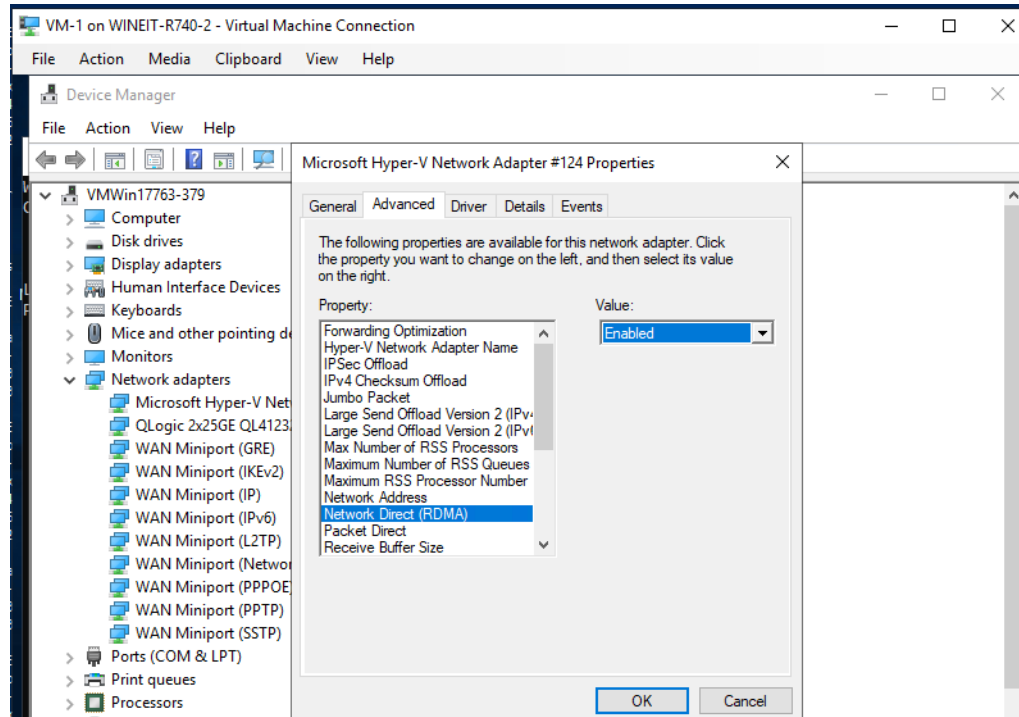 VM-1 on WINEIT-R740-2 - Virtual Machine Connection
File Action Media Clipboard View Help
Device Manager
File Action View Help
Microsoft Hyper-V Network Adapter #124 Properties
General Advanced Driver Details Events
The following properties are available for this network adapter. Click
the property you want to change on the left, and then select its value
on the right.
Property:
Forwarding Optimization
Hyper-V Network Adapter Name
IPSec Offload
IPv4 Checksum Offload
Jumbo Packet
Large Send Offload Version 2 (IPv4
Large Send Offload Version 2 (IPv6
Max Number of RSS Processors
Maximum Number of RSS Queues
Maximum RSS Processor Number
Network Address
Network Direct (RDMA)
Packet Direct
Receive Buffer Size
Value:
Enabled
OK Cancel
VMWin17763-379
Computer
Disk drives
Display adapters
Human Interface Devices
Keyboards
Mice and other pointing de
Monitors
Network adapters
Microsoft Hyper-V Net
QLogic 2x25GE QL4123
WAN Miniport (GRE)
WAN Miniport (IKEv2)
WAN Miniport (IP)
WAN Miniport (IPv6)
WAN Miniport (L2TP)
WAN Miniport (Networ
WAN Miniport (PPPOE)
WAN Miniport (PPTP)
WAN Miniport (SSTP)
Ports (COM & LPT)
Print queues
Processors